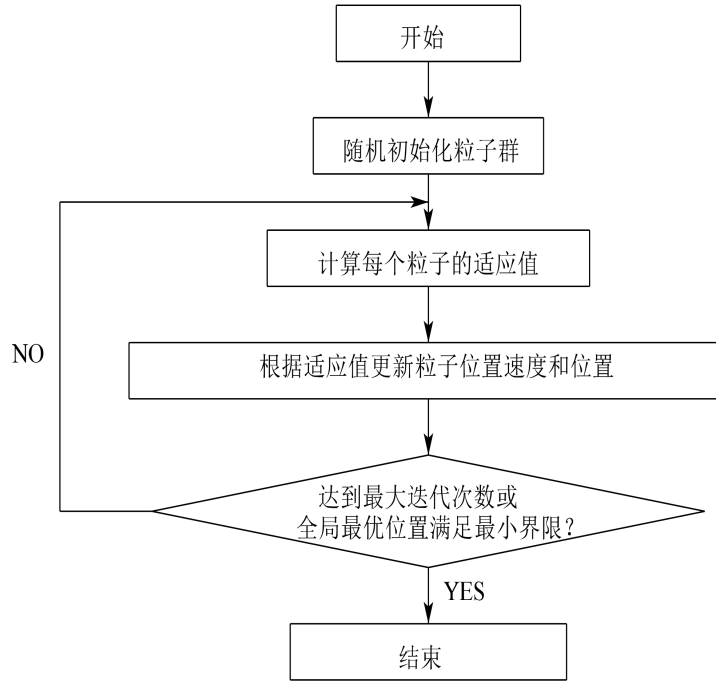 开始
随机初始化粒子群
计算每个粒子的适应值
NO
根据适应值更新粒子位置速度和位置
达到最大迭代次数或
全局最优位置满足最小界限?
YES
结束